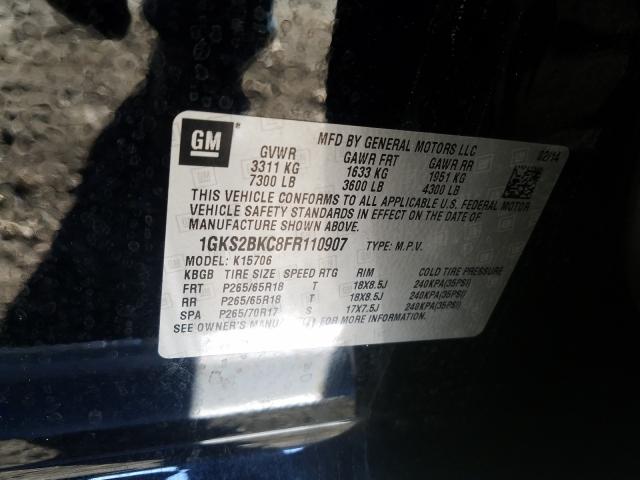 GM
MFD BY GENERAL MOTORS LLC
02/14
GVWR GAWR FRT GAWR RR
3311 KG 1633 KG 1951 KG
7300 LB 3600 LB 4300 LB
THIS VEHICLE CONFORMS TO ALL APPLICABLE U.S. FEDERAL MOTOR
VEHICLE SAFETY STANDARDS IN EFFECT ON THE DATE OF
MANUFACTURE SHOWN ABOVE.
1GKS2BKC8FR110907 TYPE: M.P.V.
MODEL: K15706
KBGB TIRE SIZE SPEED RTG RIM COLD TIRE PRESSURE
FRT P265/65R18 T 18X8.5J 240KPA(35PSI)
RR P265/65R18 T 18X8.5J 240KPA(35PSI)
SPA P265/70R17 S 17X7.5J 240KPA(35PSI)
SEE OWNER'S MANUAL FOR MORE INFORMATION.